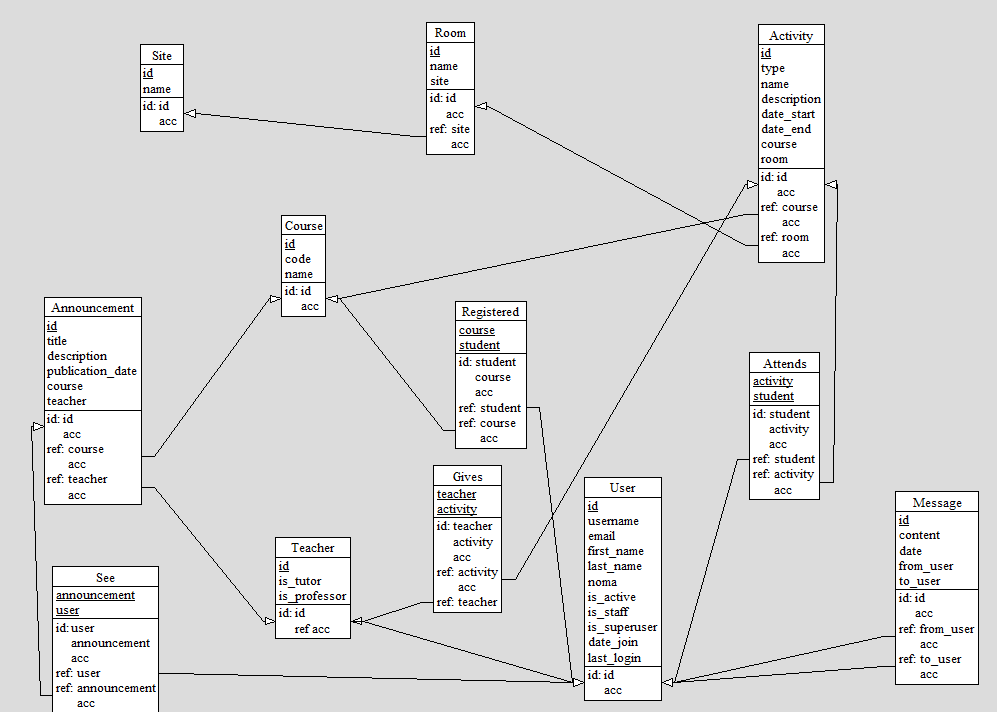 Site
id
name
id: id
acc
Room
id
name
site
id: id
acc
ref: site
acc
Activity
id
type
name
description
date_start
date_end
course
room
id: id
acc
ref: course
acc
ref: room
acc
Course
id
code
name
id: id
acc
Announcement
id
title
description
publication_date
course
teacher
id: id
acc
ref: course
acc
ref: teacher
acc
Registered
course
student
id: student
course
acc
ref: student
ref: course
acc
Attends
activity
student
id: student
activity
acc
ref: student
ref: activity
acc
Gives
teacher
activity
id: teacher
activity
acc
ref: activity
acc
ref: teacher
User
id
username
email
first_name
last_name
noma
is_active
is_staff
is_superuser
date_join
last_login
id: id
acc
Message
id
content
date
from_user
to_user
id: id
acc
ref: from_user
acc
ref: to_user
acc
Teacher
id
is_tutor
is_professor
id: id
ref acc
See
announcement
user
id: user
announcement
acc
ref: user
ref: announcement
acc